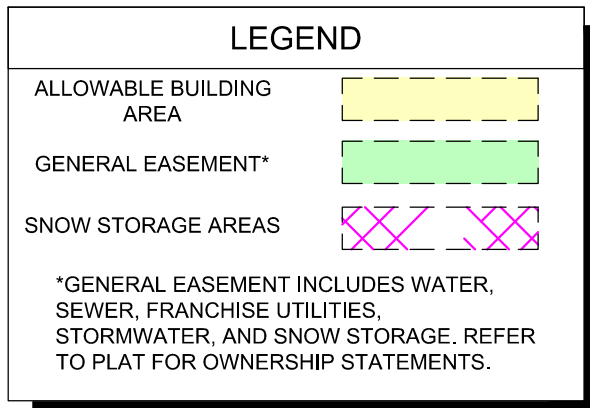 LEGEND
ALLOWABLE BUILDING
AREA
GENERAL EASEMENT*
SNOW STORAGE AREAS
*GENERAL EASEMENT INCLUDES WATER,
SEWER, FRANCHISE UTILITIES,
STORMWATER, AND SNOW STORAGE. REFER
TO PLAT FOR OWNERSHIP STATEMENTS.